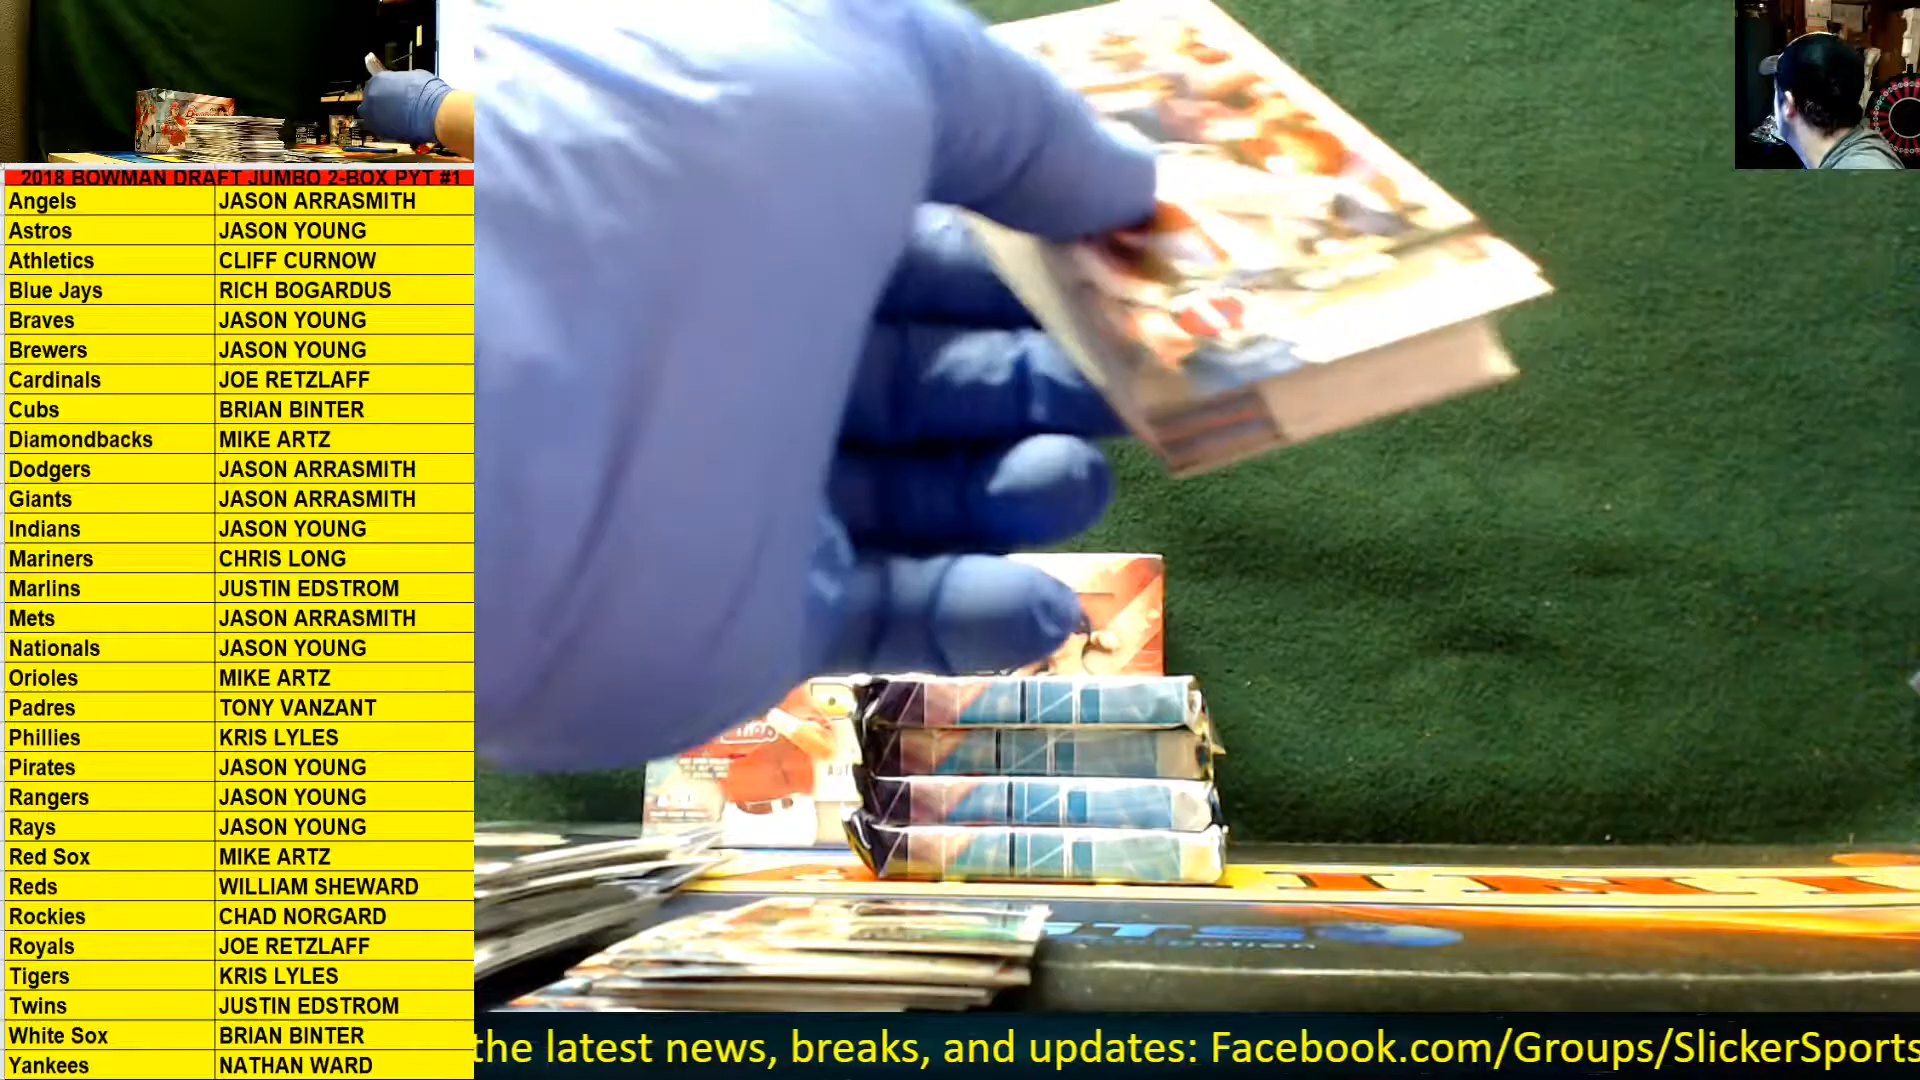 2018 BOWMAN DRAFT JUMBO 2-BOX PYT #1
Angels JASON ARRASMITH
Astros JASON YOUNG
Athletics CLIFF CURNOW
Blue Jays RICH BOGARDUS
Braves JASON YOUNG
Brewers JASON YOUNG
Cardinals JOE RETZLAFF
Cubs BRIAN BINTER
Diamondbacks MIKE ARTZ
Dodgers JASON ARRASMITH
Giants JASON ARRASMITH
Indians JASON YOUNG
Mariners CHRIS LONG
Marlins JUSTIN EDSTROM
Mets JASON ARRASMITH
Nationals JASON YOUNG
Orioles MIKE ARTZ
Padres TONY VANZANT
Phillies KRIS LYLES
Pirates JASON YOUNG
Rangers JASON YOUNG
Rays JASON YOUNG
Red Sox MIKE ARTZ
Reds WILLIAM SHEWARD
Rockies CHAD NORGARD
Royals JOE RETZLAFF
Tigers KRIS LYLES
Twins JUSTIN EDSTROM
White Sox BRIAN BINTER
Yankees NATHAN WARD
the latest news, breaks, and updates: Facebook.com/Groups/SlickerSports